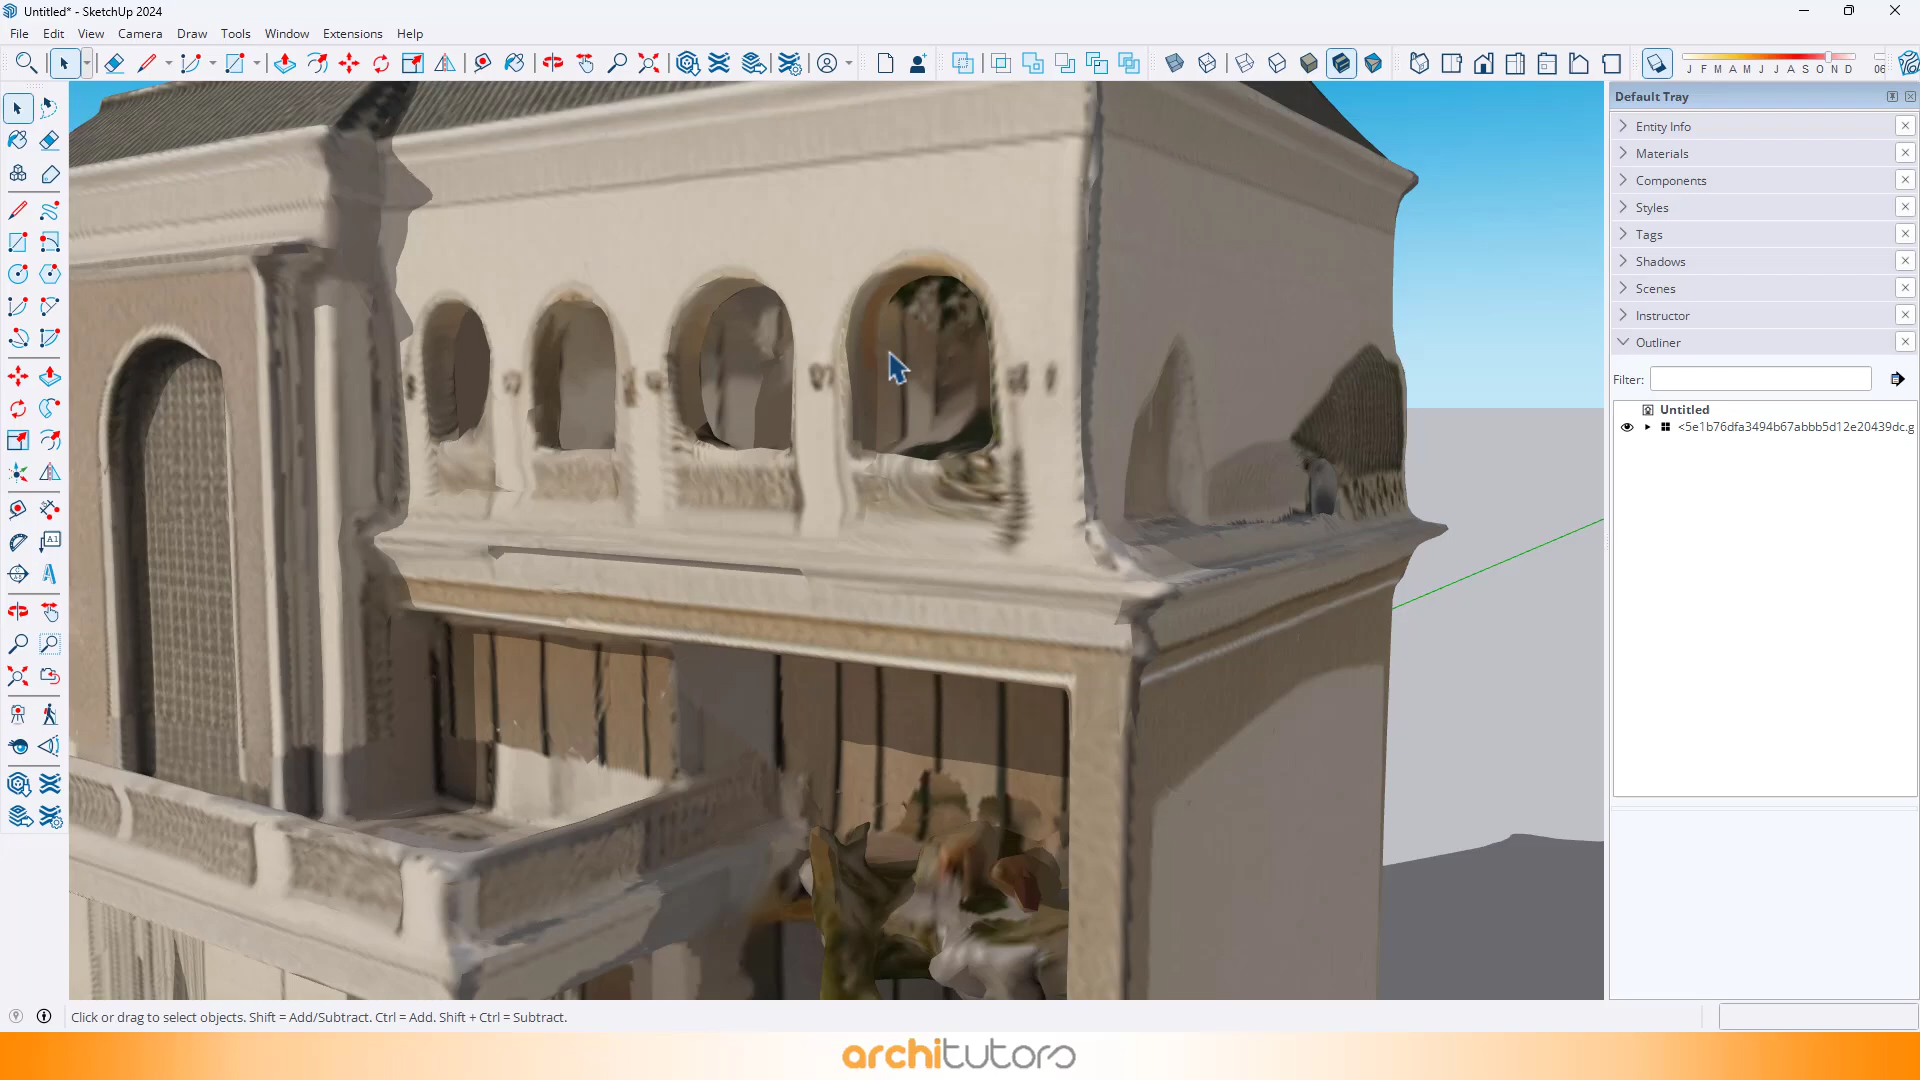 Untitled* - SketchUp 2024
File Edit View Camera Draw Tools Window Extensions Help
J F M A M J J A S O N D 06
Default Tray
Entity Info
Materials
Components
Styles
Tags
Shadows
Scenes
Instructor
Outliner
Filter:
Untitled
<5e1b76dfa3494b67abbb5d12e20439dc.g
A1
A
Click or drag to select objects. Shift = Add/Subtract. Ctrl = Add. Shift + Ctrl = Subtract.
architutors